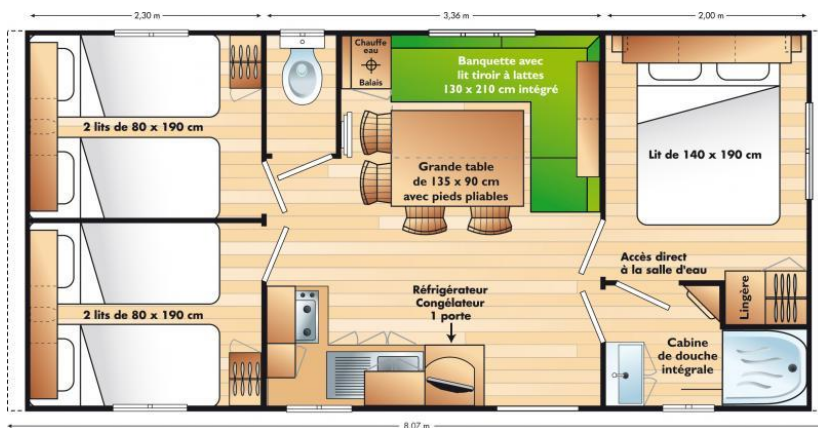 2,30 m
3,36 m
2,00 m
Chauffe
eau
Balais
Banquette avec
lit tiroir à lattes
130 x 210 cm intégré
2 lits de 80 x 190 cm
Grande table
de 135 x 90 cm
avec pieds pliables
Lit de 140 x 190 cm
Accès direct
à la salle d'eau
Lingère
Réfrigérateur
Congélateur
1 porte
2 lits de 80 x 190 cm
Cabine
de douche
intégrale
8,07 m